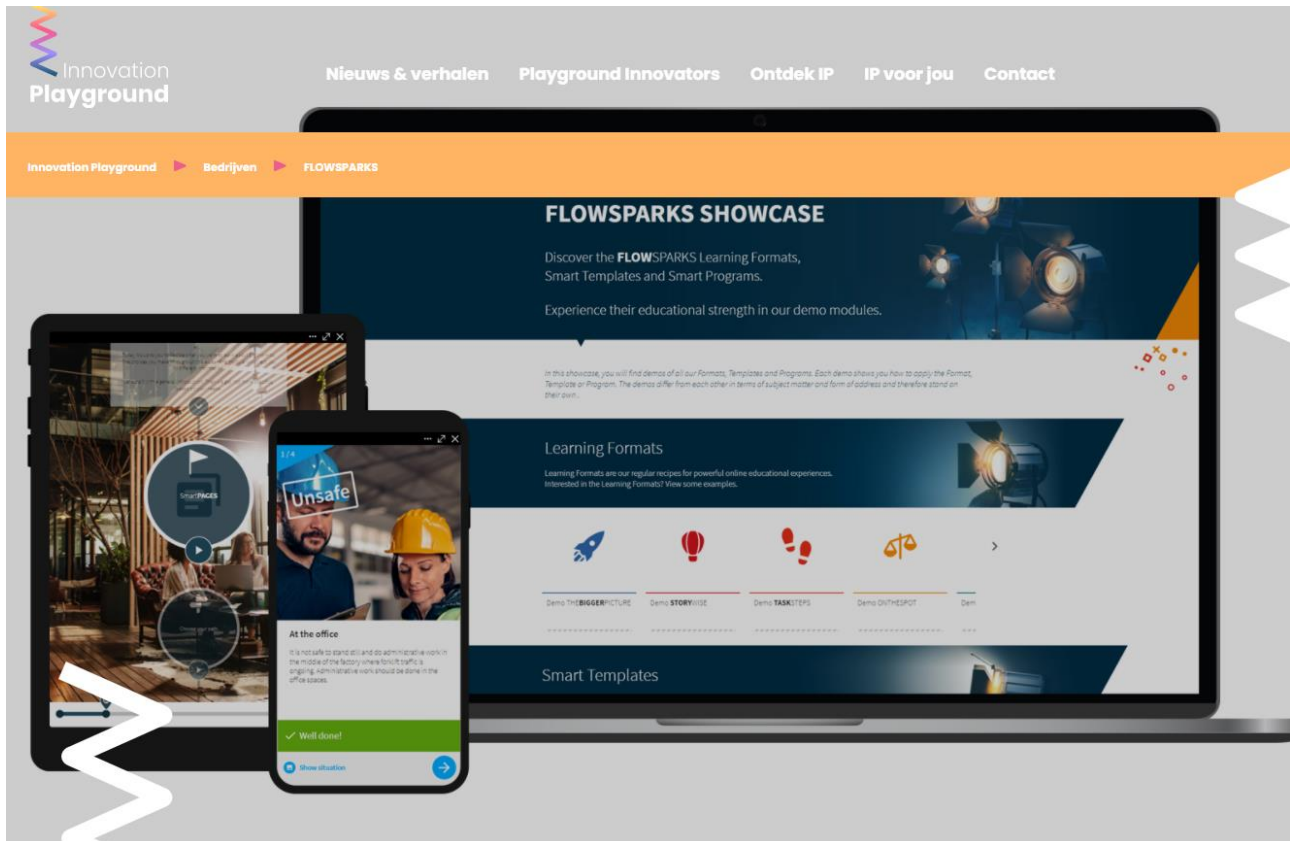 Innovation
Playground
Nieuws & verhalen
Playground Innovators
Ontdek IP
IP voor jou
Contact
Innovation Playground
Bedrijven
FLOWSPARKS
FLOWSPARKS SHOWCASE
Discover the FLOWSPARKS Learning Formats,
Smart Templates and Smart Programs.
Experience their educational strength in our demo modules.
In this showcase, you will find demos of all our Formats, Templates and Programs. Each demo shows you how to apply the Format,
Template or Program. The demos differ from each other in terms of subject matter and form of address and therefore stand on
their own.
Learning Formats
Learning Formats are our regular recipes for powerful online educational experiences.
Interested in the Learning Formats? View some examples.
Demo THEBIGGERPICTURE
Demo STORYWISE
Demo TASKSTEPS
Demo ONTHESPOT
Dem
Smart Templates
SmartPAGES
1/4
Unsafe
At the office
It is not safe to stand still and do administrative work in
the middle of the factory where forklift traffic is
ongoing. Administrative work should be done in the
office spaces.
Well done!
Show situation